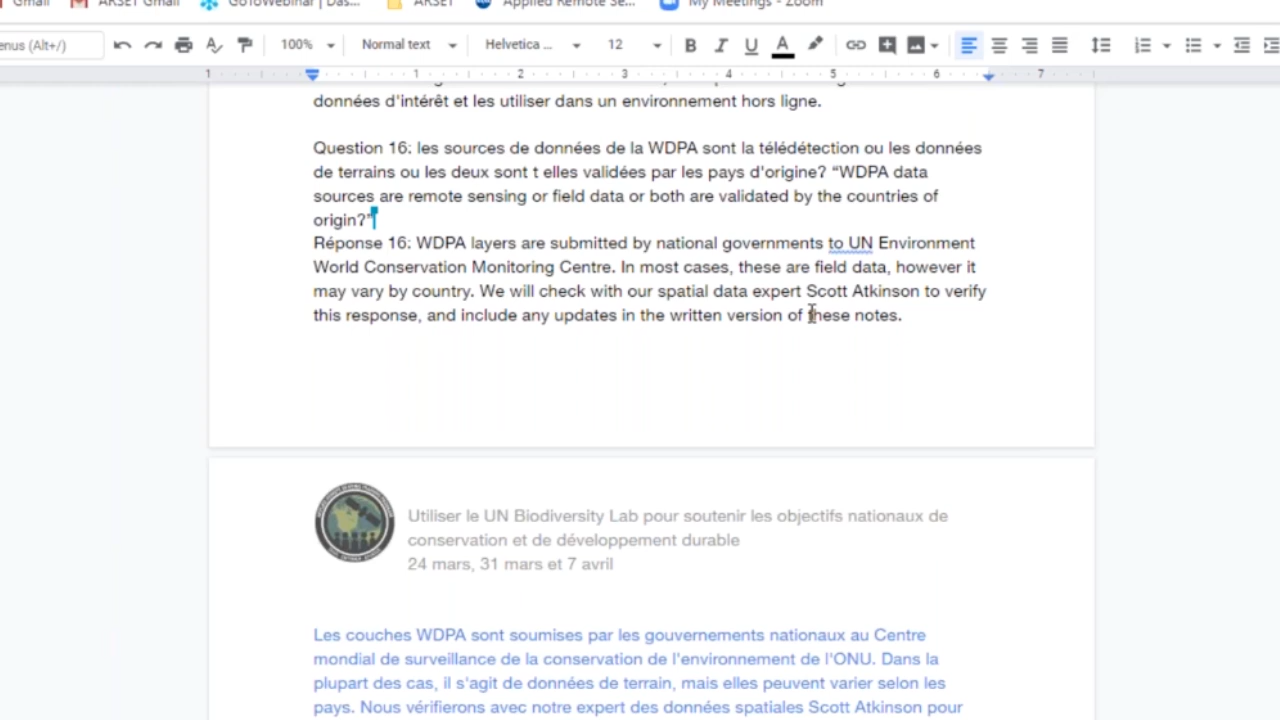 Gmail ARSET Gmail GoToWebinar | Das... ARSET Applied Remote Se... My Meetings - Zoom
enus (Alt+/) 100% Normal text Helvetica ... 12 B I U A
1 1 2 3 4 5 6 7
données d'intérêt et les utiliser dans un environnement hors ligne.
Question 16: les sources de données de la WDPA sont la télédétection ou les données
de terrains ou les deux sont t elles validées par les pays d'origine? “WDPA data
sources are remote sensing or field data or both are validated by the countries of
origin?”
Réponse 16: WDPA layers are submitted by national governments to UN Environment
World Conservation Monitoring Centre. In most cases, these are field data, however it
may vary by country. We will check with our spatial data expert Scott Atkinson to verify
this response, and include any updates in the written version of these notes.
Utiliser le UN Biodiversity Lab pour soutenir les objectifs nationaux de
conservation et de développement durable
24 mars, 31 mars et 7 avril
Les couches WDPA sont soumises par les gouvernements nationaux au Centre
mondial de surveillance de la conservation de l'environnement de l'ONU. Dans la
plupart des cas, il s'agit de données de terrain, mais elles peuvent varier selon les
pays. Nous vérifierons avec notre expert des données spatiales Scott Atkinson pour